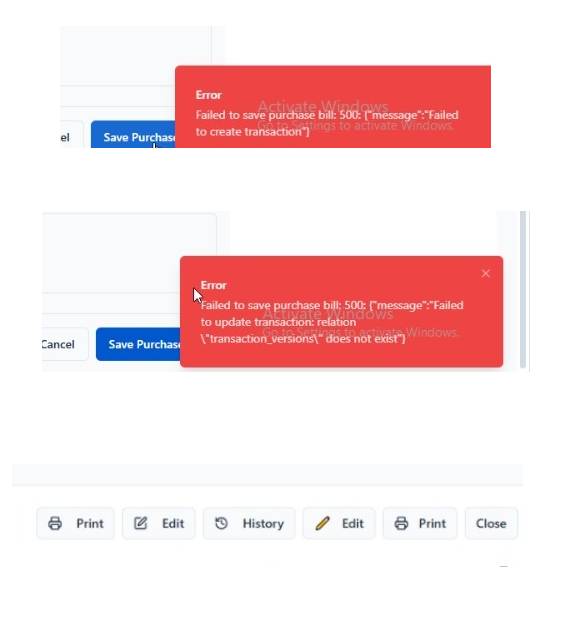 Error
Failed to save purchase bill: 500: {"message":"Failed
to create transaction"}
Activate Windows
Go to Settings to activate Windows.
el
Save Purchas
Error
Failed to save purchase bill: 500: {"message":"Failed
to update transaction: relation
\"transaction_versions\" does not exist"}
Activate Windows
Go to Settings to activate Windows.
Cancel
Save Purchas
Print
Edit
History
Edit
Print
Close